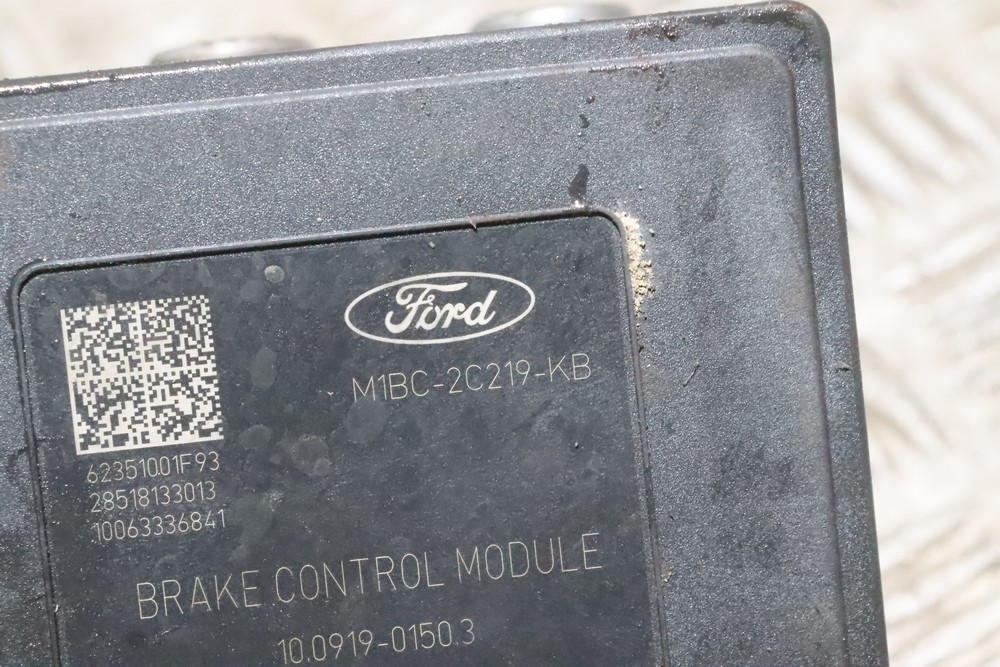 Ford
M1BC-2C219-KB
62351001F93
28518133013
10063336841
BRAKE CONTROL MODULE
10.0919-0150.3